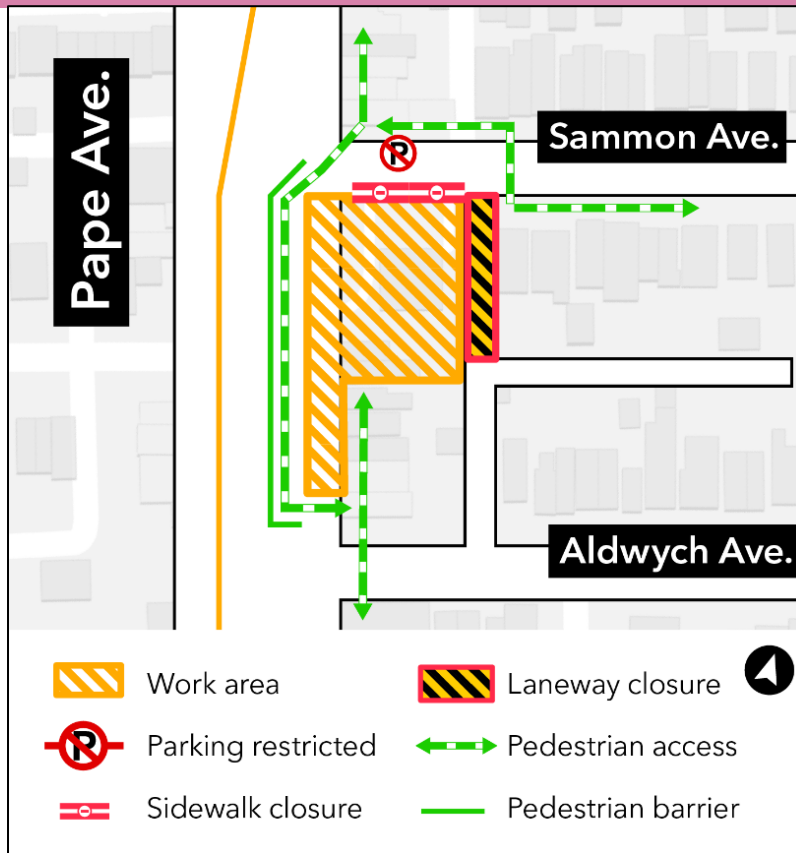 Pape Ave.
Sammon Ave.
P
Aldwych Ave.
Work area
Laneway closure
P
Parking restricted
Pedestrian access
Sidewalk closure
Pedestrian barrier